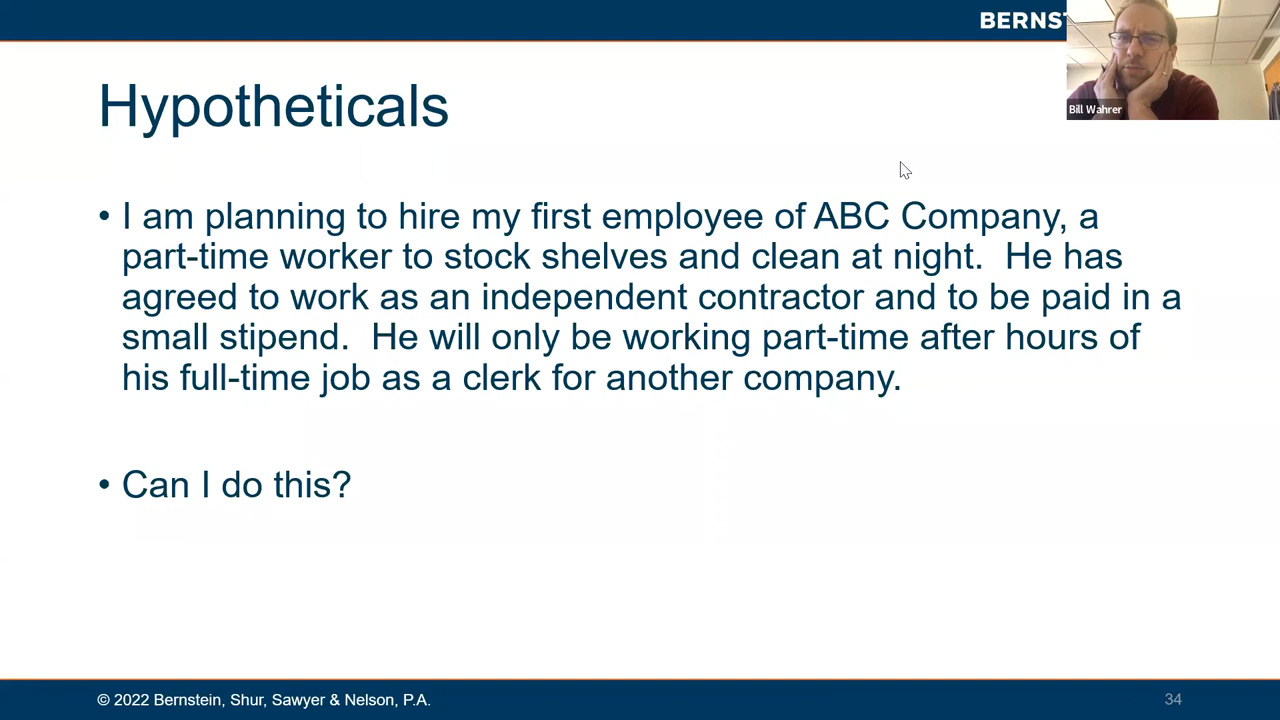 BERNST
Bill Wahrer
Hypotheticals
• I am planning to hire my first employee of ABC Company, a
part-time worker to stock shelves and clean at night.  He has
agreed to work as an independent contractor and to be paid in a
small stipend.  He will only be working part-time after hours of
his full-time job as a clerk for another company.
• Can I do this?
© 2022 Bernstein, Shur, Sawyer & Nelson, P.A.
34